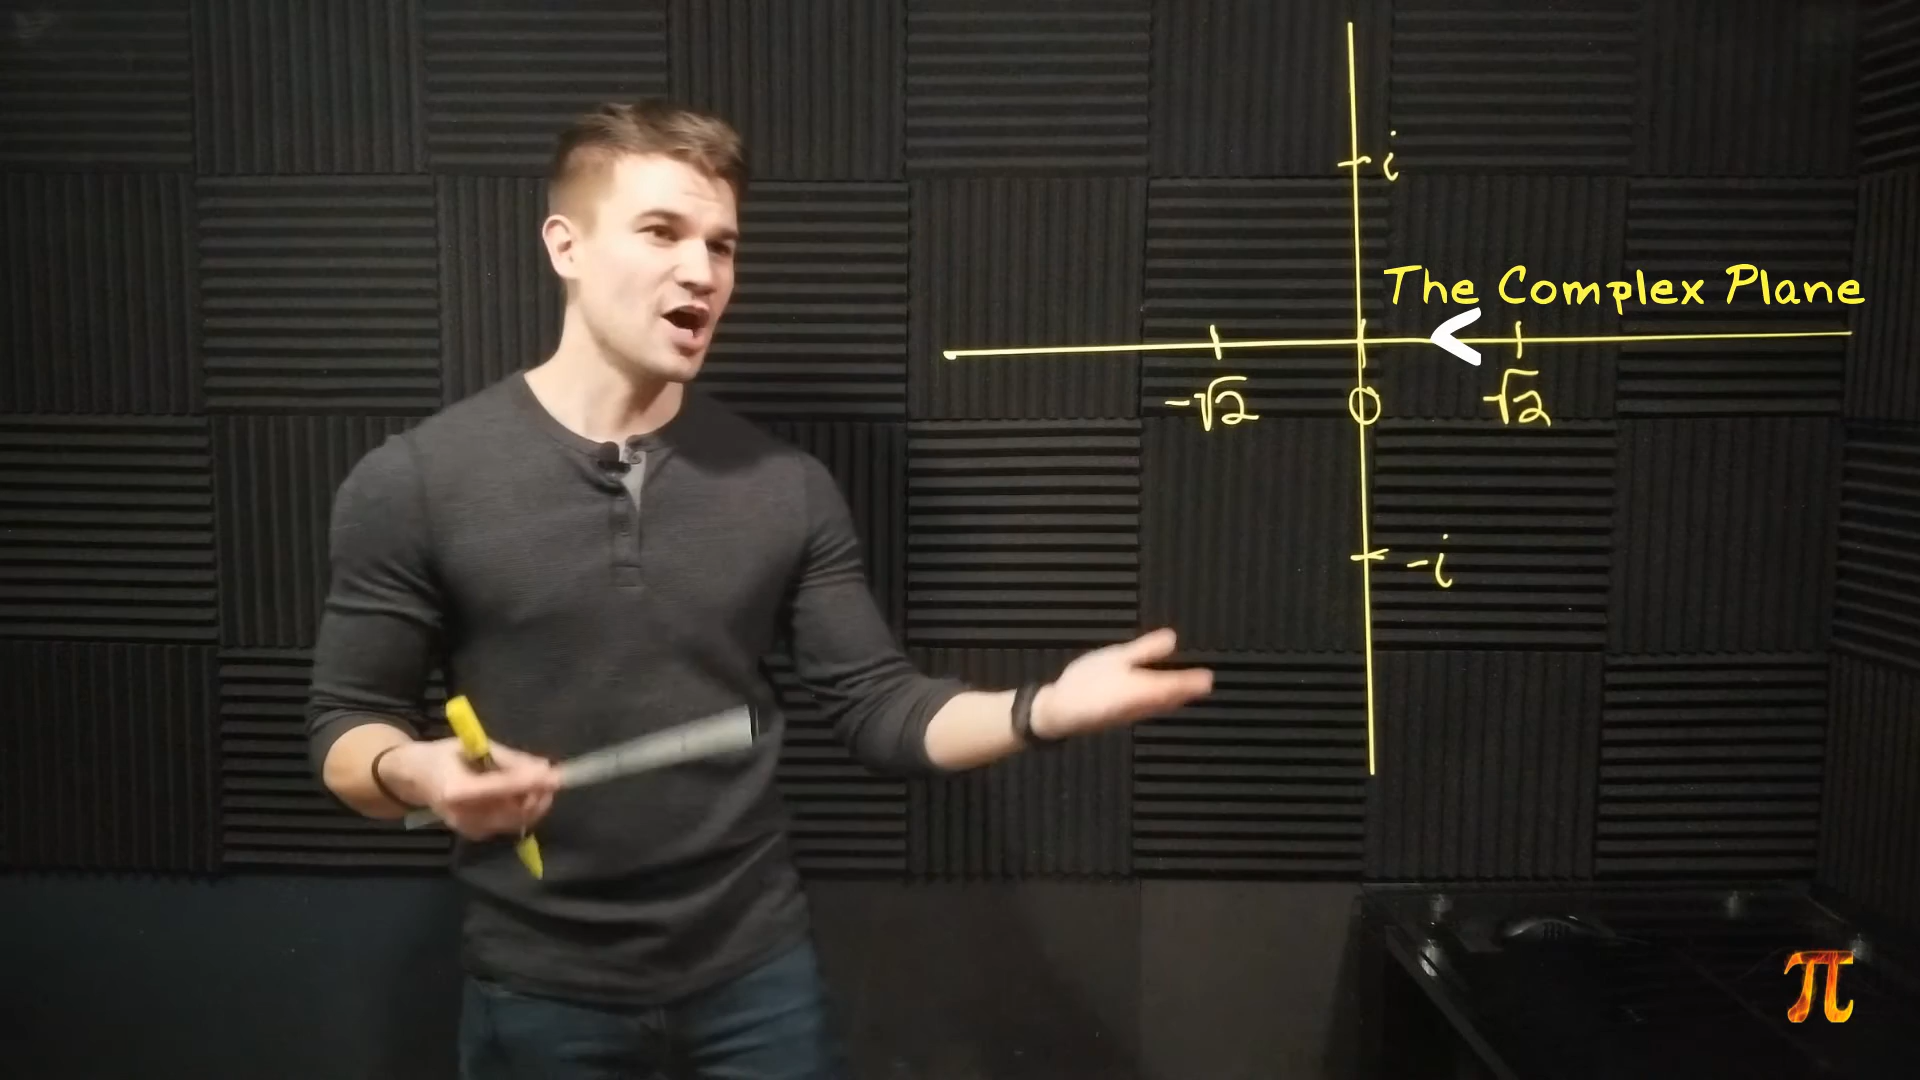 i
The Complex Plane
<
-√2 0 √2
-i
π